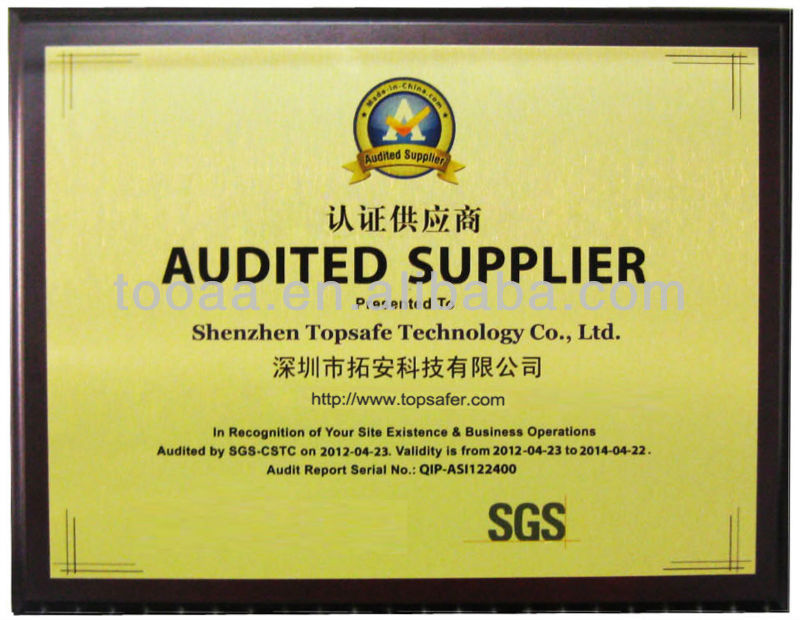 Made-in-China.com
A
Audited Supplier
认证供应商
AUDITED SUPPLIER
tooaa.en.alibaba.com
Presented To
Shenzhen Topsafe Technology Co., Ltd.
深圳市拓安科技有限公司
http://www.topsafer.com
In Recognition of Your Site Existence & Business Operations
Audited by SGS-CSTC on 2012-04-23. Validity is from 2012-04-23 to 2014-04-22.
Audit Report Serial No.: QIP-ASI122400
SGS